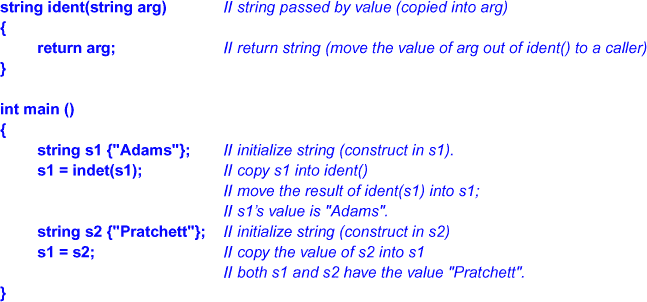 string ident(string arg) // string passed by value (copied into arg)
{
return arg; // return string (move the value of arg out of ident() to a caller)
}
int main ()
{
string s1 {"Adams"}; // initialize string (construct in s1).
s1 = indet(s1); // copy s1 into ident()
// move the result of ident(s1) into s1;
// s1's value is "Adams".
string s2 {"Pratchett"}; // initialize string (construct in s2)
s1 = s2; // copy the value of s2 into s1
// both s1 and s2 have the value "Pratchett".
}